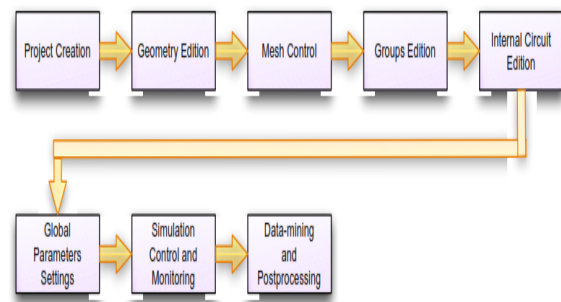 Project Creation
Geometry Edition
Mesh Control
Groups Edition
Internal Circuit
Edition
Global
Parameters
Settings
Simulation
Control and
Monitoring
Data-mining
and
Postprocessing